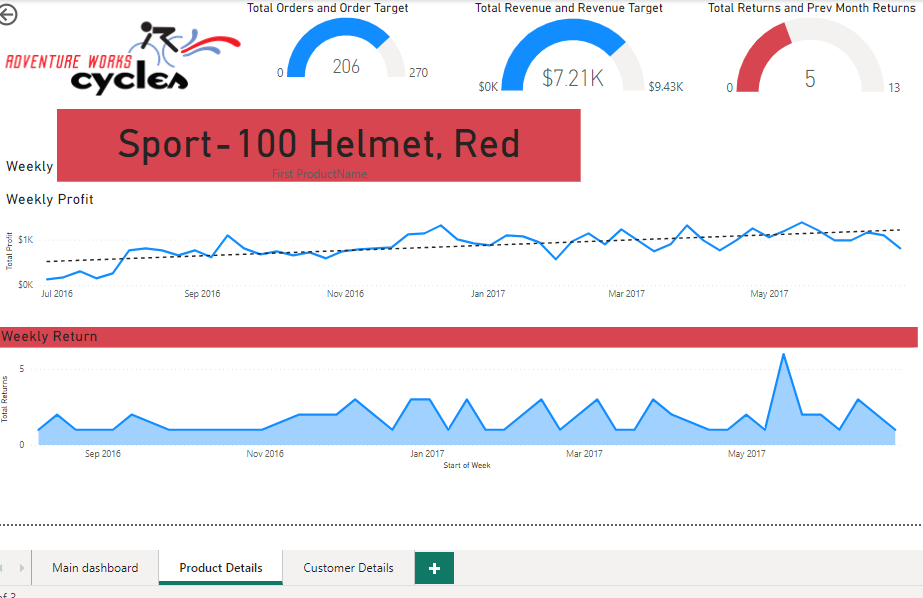 Total Orders and Order Target
Total Revenue and Revenue Target
Total Returns and Prev Month Returns
ADVENTURE WORKS
cycles
0
206
270
$0K
$7.21K
$9.43K
0
5
13
Sport-100 Helmet, Red
First ProductName
Weekly
Weekly Profit
Total Profit
$1K
$0K
Jul 2016
Sep 2016
Nov 2016
Jan 2017
Mar 2017
May 2017
Weekly Return
Total Returns
5
0
Sep 2016
Nov 2016
Jan 2017
Mar 2017
May 2017
Start of Week
Main dashboard
Product Details
Customer Details
+
of 3